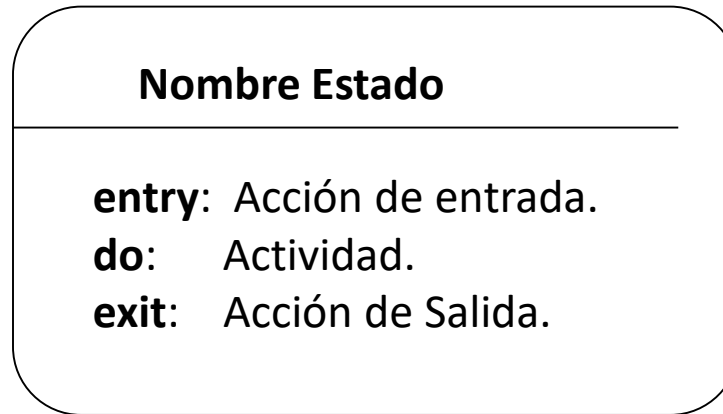 Nombre Estado
entry: Acción de entrada.
do: Actividad.
exit: Acción de Salida.